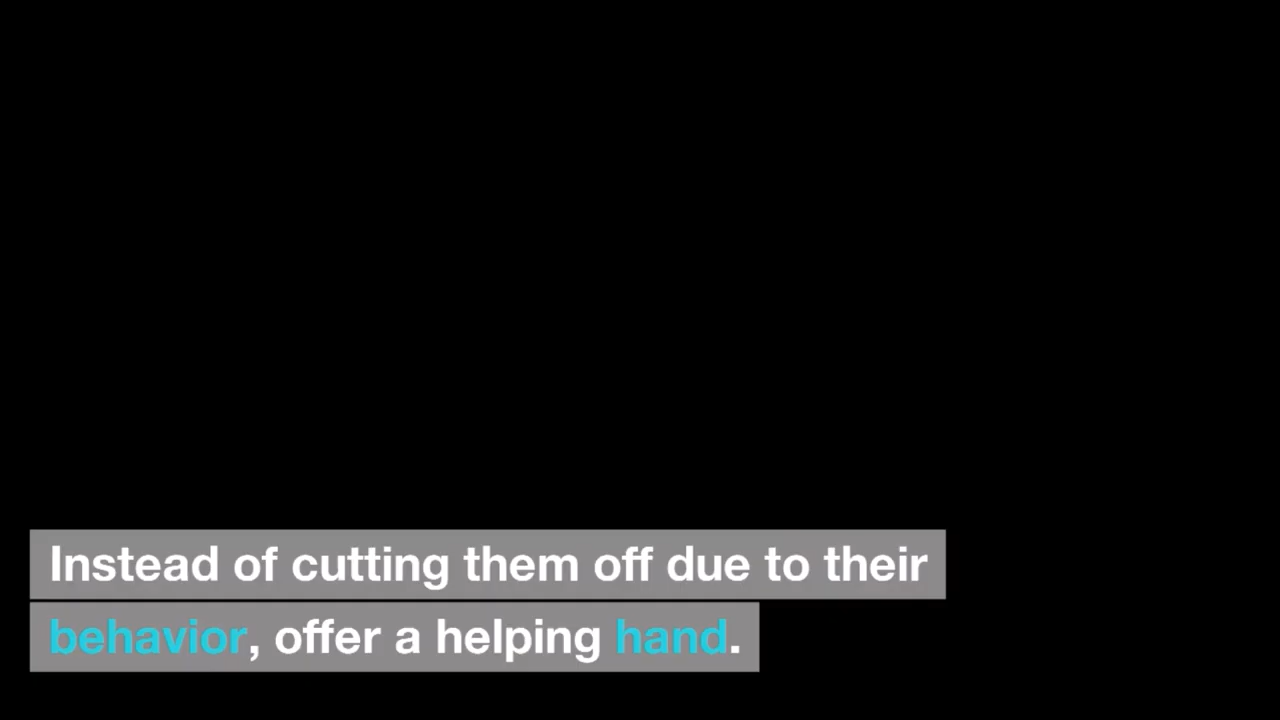 Instead of cutting them off due to their
behavior, offer a helping hand.